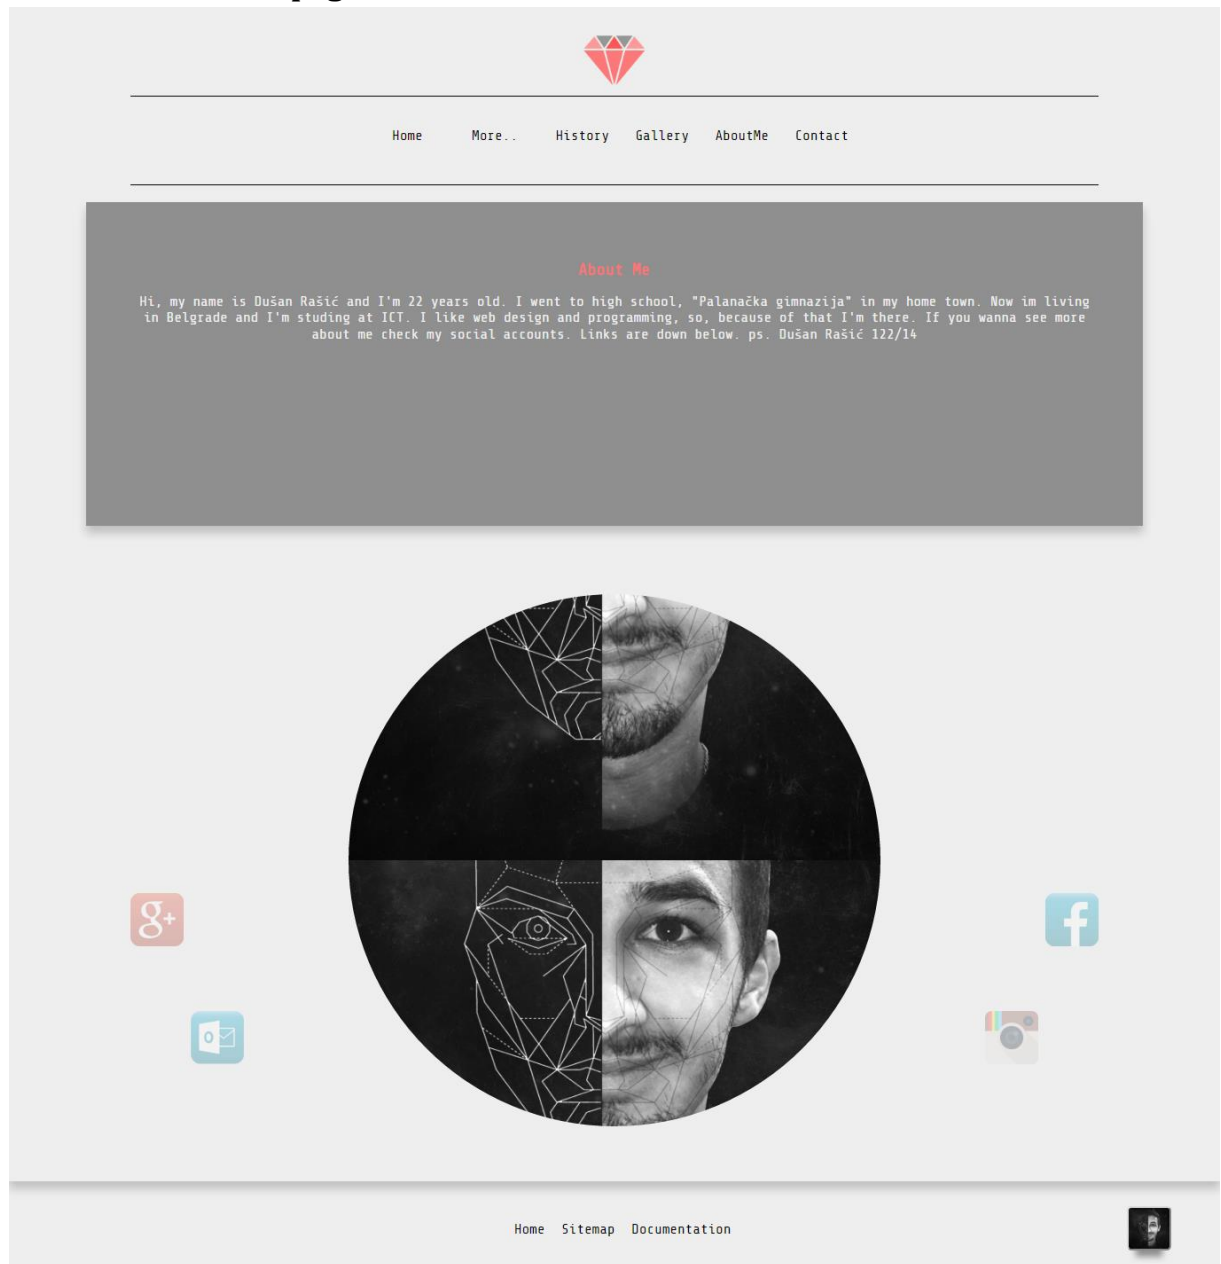 Home More.. History Gallery AboutMe Contact
About Me
Hi, my name is Dušan Rašić and I'm 22 years old. I went to high school, "Palanačka gimnazija" in my home town. Now im living
in Belgrade and I'm studing at ICT. I like web design and programming, so, because of that I'm there. If you wanna see more
about me check my social accounts. Links are down below. ps. Dušan Rašić 122/14
g+
f
o
Home Sitemap Documentation